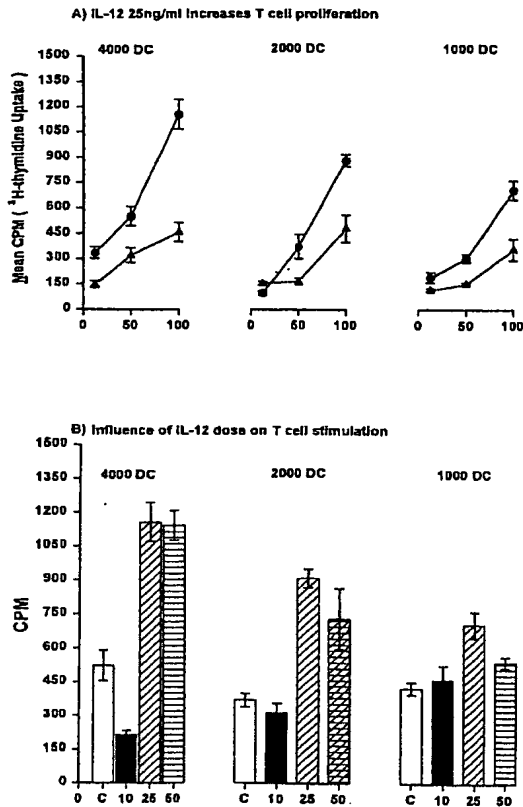 A) IL-12 25ng/ml increases T cell proliferation
4000 DC 2000 DC 1000 DC
Mean CPM ( ³H-thymidine Uptake )
1500
1350
1200
1050
900
750
600
450
300
150
0
0 50 100 0 50 100 0 50 100
B) Influence of IL-12 dose on T cell stimulation
4000 DC 2000 DC 1000 DC
CPM
1500
1350
1200
1050
900
750
600
450
300
150
0
0 C 10 25 50 C 10 25 50 C 10 25 50